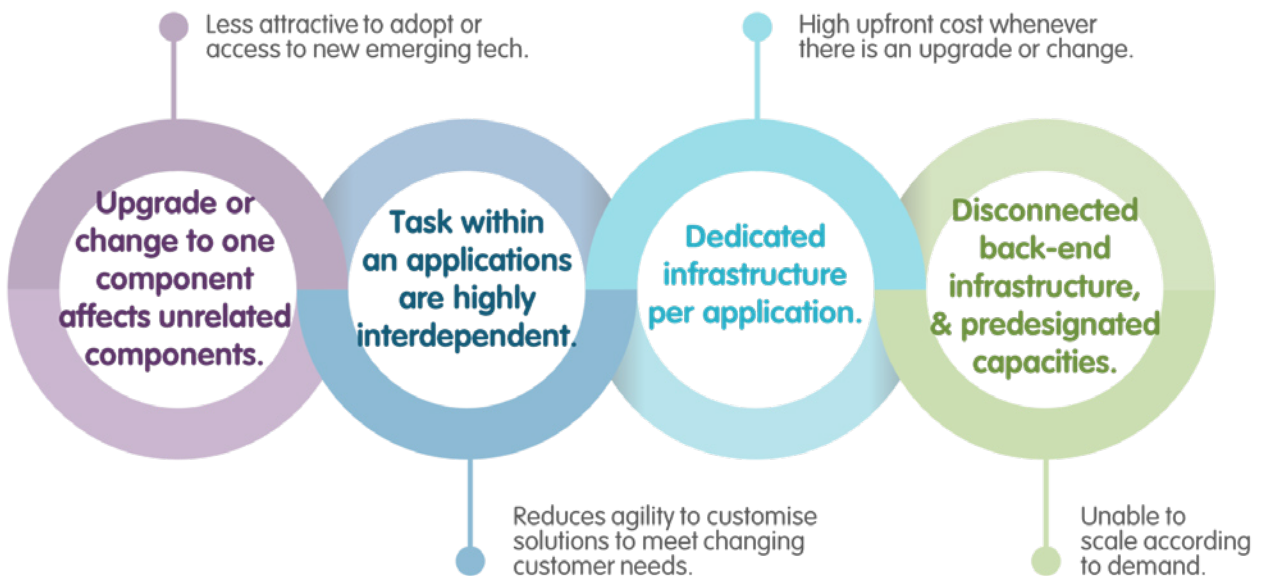 Less attractive to adopt or
access to new emerging tech.
High upfront cost whenever
there is an upgrade or change.
Upgrade or
change to one
component
affects unrelated
components.
Task within
an applications
are highly
interdependent.
Dedicated
infrastructure
per application.
Disconnected
back-end
infrastructure,
& predesignated
capacities.
Reduces agility to customise
solutions to meet changing
customer needs.
Unable to
scale according
to demand.